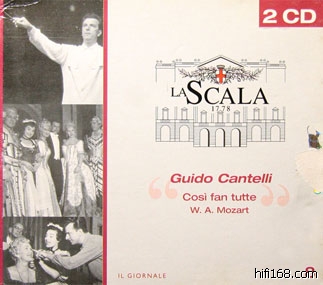 2 CD
LA SCALA
1778
Guido Cantelli
“Così fan tutte”
W. A. Mozart
IL GIORNALE
hifi168.com